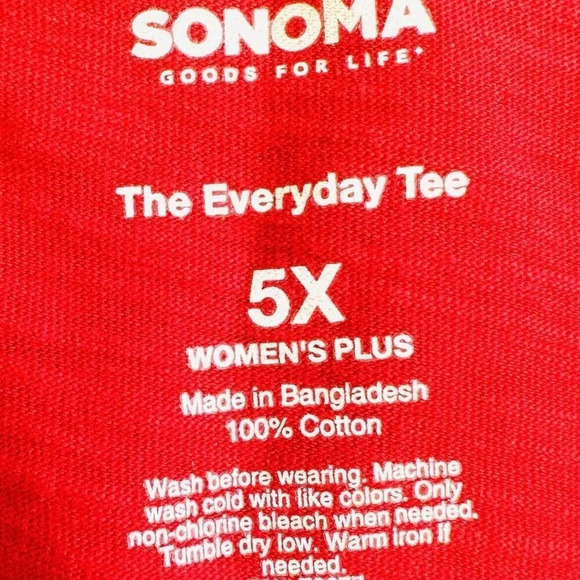 SONOMA
GOODS FOR LIFE+
The Everyday Tee
5X
WOMEN'S PLUS
Made in Bangladesh
100% Cotton
Wash before wearing. Machine
wash cold with like colors. Only
non-chlorine bleach when needed.
Tumble dry low. Warm iron if
needed.